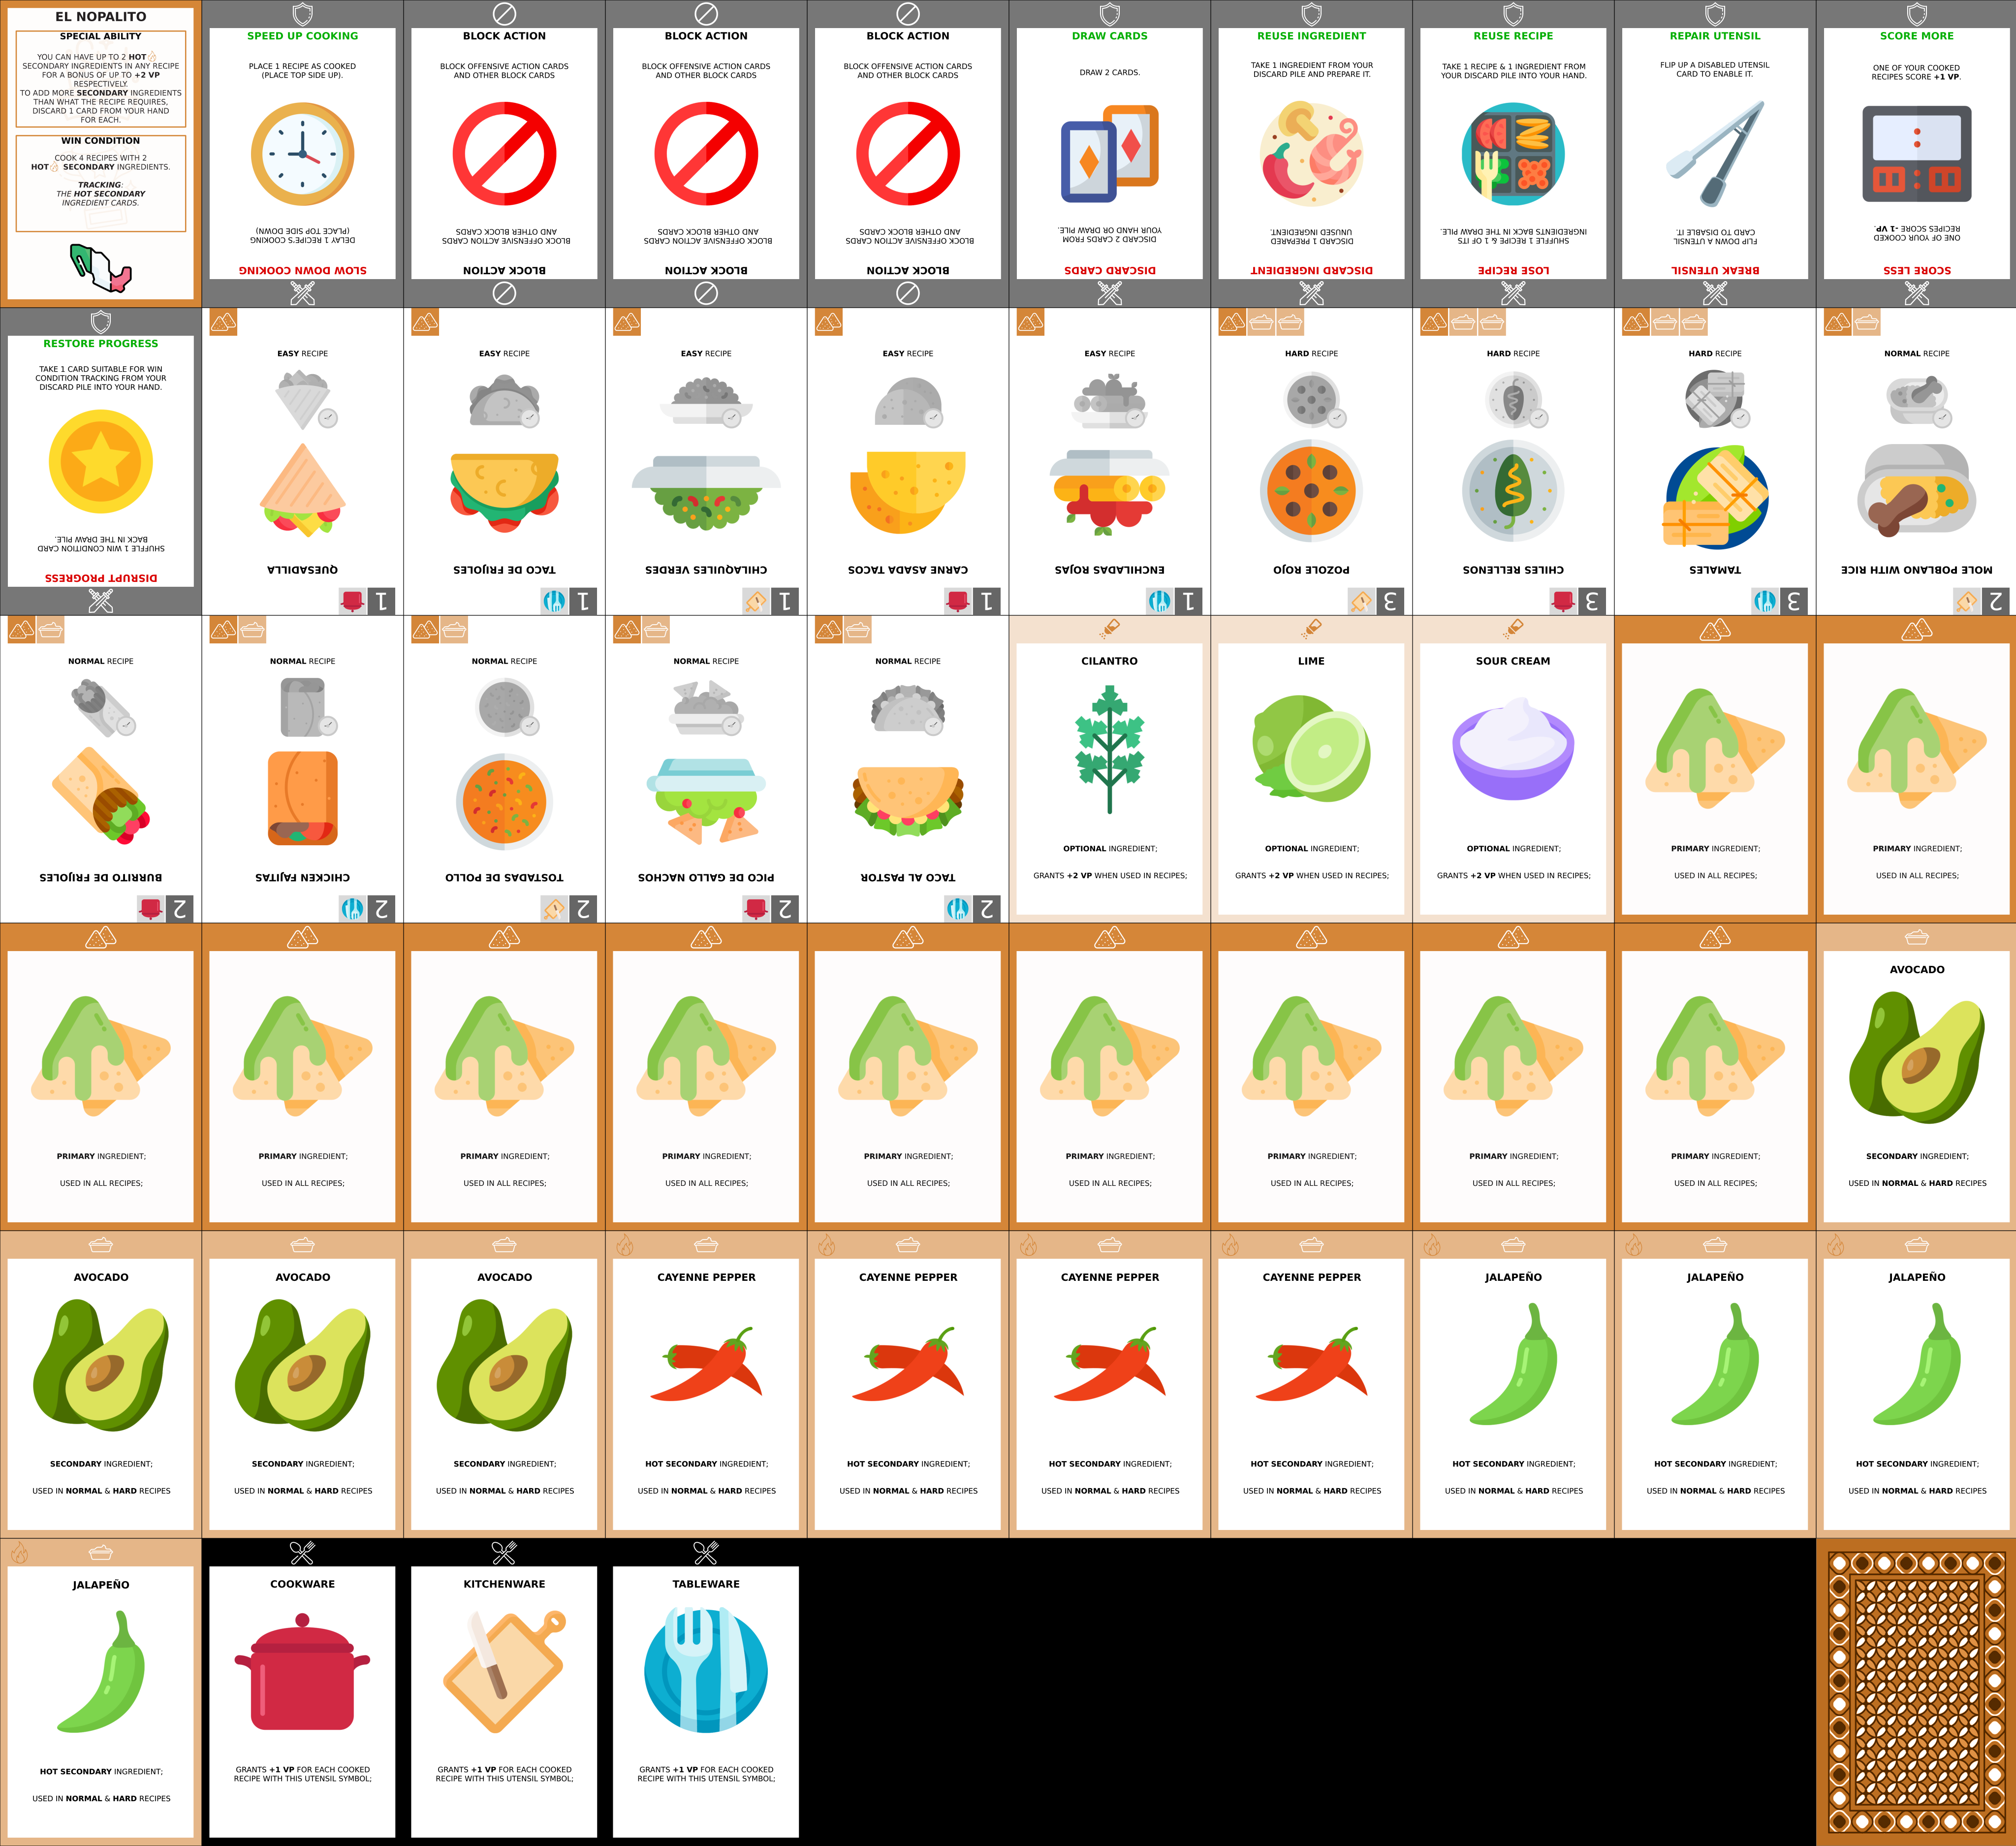 EL NOPALITO
SPECIAL ABILITY
YOU CAN HAVE UP TO 2 HOT
SECONDARY INGREDIENTS IN ANY RECIPE
FOR A BONUS OF UP TO +2 VP
RESPECTIVELY.
TO ADD MORE SECONDARY INGREDIENTS
THAN WHAT THE RECIPE REQUIRES,
DISCARD 1 CARD FROM YOUR HAND
FOR EACH.
WIN CONDITION
COOK 4 RECIPES WITH 2
HOT SECONDARY INGREDIENTS.
TRACKING:
THE HOT SECONDARY
INGREDIENT CARDS.
SPEED UP COOKING
PLACE 1 RECIPE AS COOKED
(PLACE TOP SIDE UP).
SLOW DOWN COOKING
DELAY 1 RECIPE'S COOKING
(PLACE TOP SIDE DOWN)
BLOCK ACTION
BLOCK OFFENSIVE ACTION CARDS
AND OTHER BLOCK CARDS
BLOCK ACTION
BLOCK OFFENSIVE ACTION CARDS
AND OTHER BLOCK CARDS
BLOCK ACTION
BLOCK OFFENSIVE ACTION CARDS
AND OTHER BLOCK CARDS
BLOCK ACTION
BLOCK OFFENSIVE ACTION CARDS
AND OTHER BLOCK CARDS
BLOCK ACTION
BLOCK OFFENSIVE ACTION CARDS
AND OTHER BLOCK CARDS
BLOCK ACTION
BLOCK OFFENSIVE ACTION CARDS
AND OTHER BLOCK CARDS
DRAW CARDS
DRAW 2 CARDS.
DISCARD CARDS
DISCARD 2 CARDS FROM
YOUR HAND OR DRAW PILE.
REUSE INGREDIENT
TAKE 1 INGREDIENT FROM YOUR
DISCARD PILE AND PREPARE IT.
DISCARD INGREDIENT
DISCARD 1 PREPARED
UNUSED INGREDIENT.
REUSE RECIPE
TAKE 1 RECIPE & 1 INGREDIENT FROM
YOUR DISCARD PILE INTO YOUR HAND.
LOSE RECIPE
SHUFFLE 1 RECIPE & 1 OF ITS
INGREDIENTS BACK IN THE DRAW PILE.
REPAIR UTENSIL
FLIP UP A DISABLED UTENSIL
CARD TO ENABLE IT.
BREAK UTENSIL
FLIP DOWN A UTENSIL
CARD TO DISABLE IT.
SCORE MORE
ONE OF YOUR COOKED
RECIPES SCORE +1 VP.
SCORE LESS
ONE OF YOUR COOKED
RECIPES SCORE -1 VP.
RESTORE PROGRESS
TAKE 1 CARD SUITABLE FOR WIN
CONDITION TRACKING FROM YOUR
DISCARD PILE INTO YOUR HAND.
DISRUPT PROGRESS
SHUFFLE 1 WIN CONDITION CARD
BACK IN THE DRAW PILE.
EASY RECIPE
1
QUESADILLA
EASY RECIPE
1
TACO DE FRIJOLES
EASY RECIPE
1
CHILAQUILES VERDES
EASY RECIPE
1
CARNE ASADA TACOS
EASY RECIPE
1
ENCHILADAS ROJAS
HARD RECIPE
3
POZOLE ROJO
HARD RECIPE
3
CHILES RELLENOS
HARD RECIPE
3
TAMALES
NORMAL RECIPE
2
MOLE POBLANO WITH RICE
NORMAL RECIPE
2
BURRITO DE FRIJOLES
NORMAL RECIPE
2
CHICKEN FAJITAS
NORMAL RECIPE
2
TOSTADAS DE POLLO
NORMAL RECIPE
2
PICO DE GALLO NACHOS
NORMAL RECIPE
2
TACO AL PASTOR
CILANTRO
OPTIONAL INGREDIENT;
GRANTS +2 VP WHEN USED IN RECIPES;
LIME
OPTIONAL INGREDIENT;
GRANTS +2 VP WHEN USED IN RECIPES;
SOUR CREAM
OPTIONAL INGREDIENT;
GRANTS +2 VP WHEN USED IN RECIPES;
PRIMARY INGREDIENT;
USED IN ALL RECIPES;
PRIMARY INGREDIENT;
USED IN ALL RECIPES;
PRIMARY INGREDIENT;
USED IN ALL RECIPES;
PRIMARY INGREDIENT;
USED IN ALL RECIPES;
PRIMARY INGREDIENT;
USED IN ALL RECIPES;
PRIMARY INGREDIENT;
USED IN ALL RECIPES;
PRIMARY INGREDIENT;
USED IN ALL RECIPES;
PRIMARY INGREDIENT;
USED IN ALL RECIPES;
PRIMARY INGREDIENT;
USED IN ALL RECIPES;
PRIMARY INGREDIENT;
USED IN ALL RECIPES;
PRIMARY INGREDIENT;
USED IN ALL RECIPES;
AVOCADO
SECONDARY INGREDIENT;
USED IN NORMAL & HARD RECIPES
AVOCADO
SECONDARY INGREDIENT;
USED IN NORMAL & HARD RECIPES
AVOCADO
SECONDARY INGREDIENT;
USED IN NORMAL & HARD RECIPES
AVOCADO
SECONDARY INGREDIENT;
USED IN NORMAL & HARD RECIPES
CAYENNE PEPPER
HOT SECONDARY INGREDIENT;
USED IN NORMAL & HARD RECIPES
CAYENNE PEPPER
HOT SECONDARY INGREDIENT;
USED IN NORMAL & HARD RECIPES
CAYENNE PEPPER
HOT SECONDARY INGREDIENT;
USED IN NORMAL & HARD RECIPES
CAYENNE PEPPER
HOT SECONDARY INGREDIENT;
USED IN NORMAL & HARD RECIPES
JALAPEÑO
HOT SECONDARY INGREDIENT;
USED IN NORMAL & HARD RECIPES
JALAPEÑO
HOT SECONDARY INGREDIENT;
USED IN NORMAL & HARD RECIPES
JALAPEÑO
HOT SECONDARY INGREDIENT;
USED IN NORMAL & HARD RECIPES
JALAPEÑO
HOT SECONDARY INGREDIENT;
USED IN NORMAL & HARD RECIPES
COOKWARE
GRANTS +1 VP FOR EACH COOKED
RECIPE WITH THIS UTENSIL SYMBOL;
KITCHENWARE
GRANTS +1 VP FOR EACH COOKED
RECIPE WITH THIS UTENSIL SYMBOL;
TABLEWARE
GRANTS +1 VP FOR EACH COOKED
RECIPE WITH THIS UTENSIL SYMBOL;